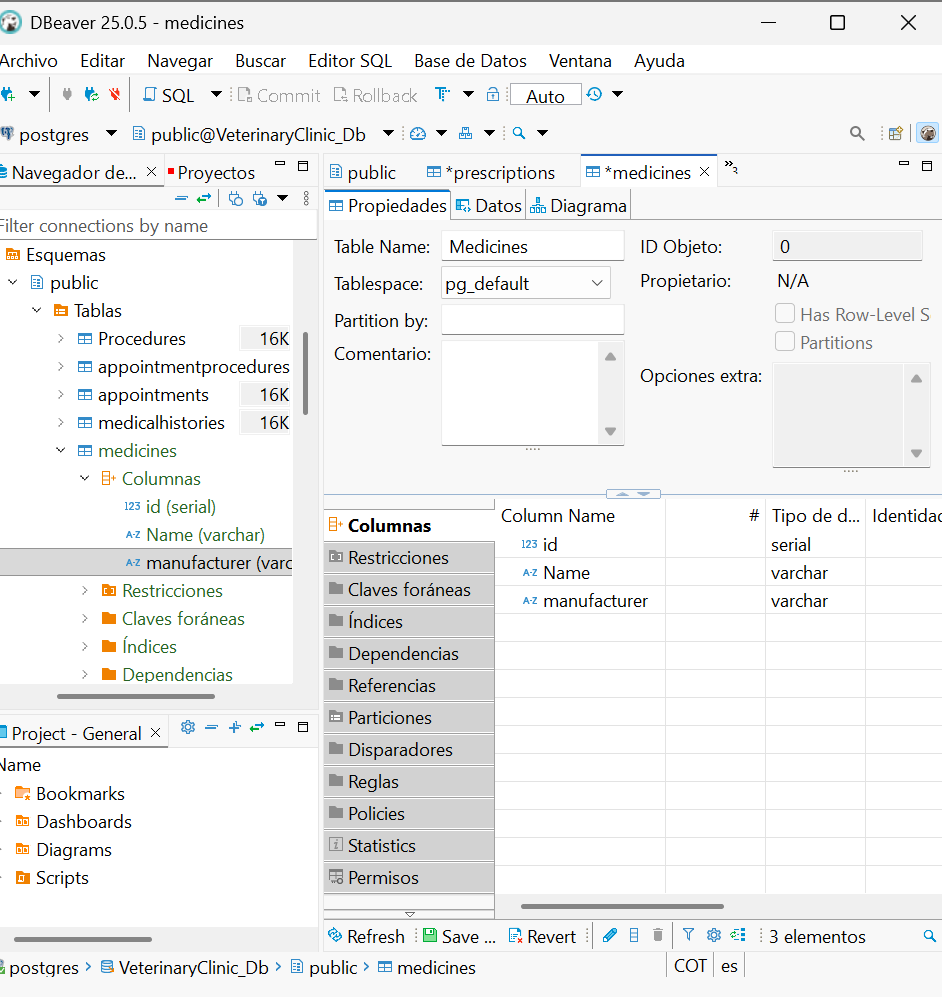 DBeaver 25.0.5 - medicines
Archivo Editar Navegar Buscar Editor SQL Base de Datos Ventana Ayuda
SQL Commit Rollback Auto
postgres public@VeterinaryClinic_Db
Navegador de... Proyectos
Filter connections by name
Esquemas
public
Tablas
Procedures 16K
appointmentprocedures
appointments 16K
medicalhistories 16K
medicines
Columnas
123 id (serial)
A-Z Name (varchar)
A-Z manufacturer (varc
Restricciones
Claves foráneas
Índices
Dependencias
Project - General
Name
Bookmarks
Dashboards
Diagrams
Scripts
public *prescriptions *medicines »3
Propiedades Datos Diagrama
Table Name: Medicines ID Objeto: 0
Tablespace: pg_default Propietario: N/A
Partition by: Has Row-Level S
Partitions
Comentario: Opciones extra:
Columnas
Restricciones
Claves foráneas
Índices
Dependencias
Referencias
Particiones
Disparadores
Reglas
Policies
Statistics
Permisos
Column Name # Tipo de d... Identidad
123 id serial
A-Z Name varchar
A-Z manufacturer varchar
Refresh Save ... Revert 3 elementos
postgres VeterinaryClinic_Db public medicines COT es